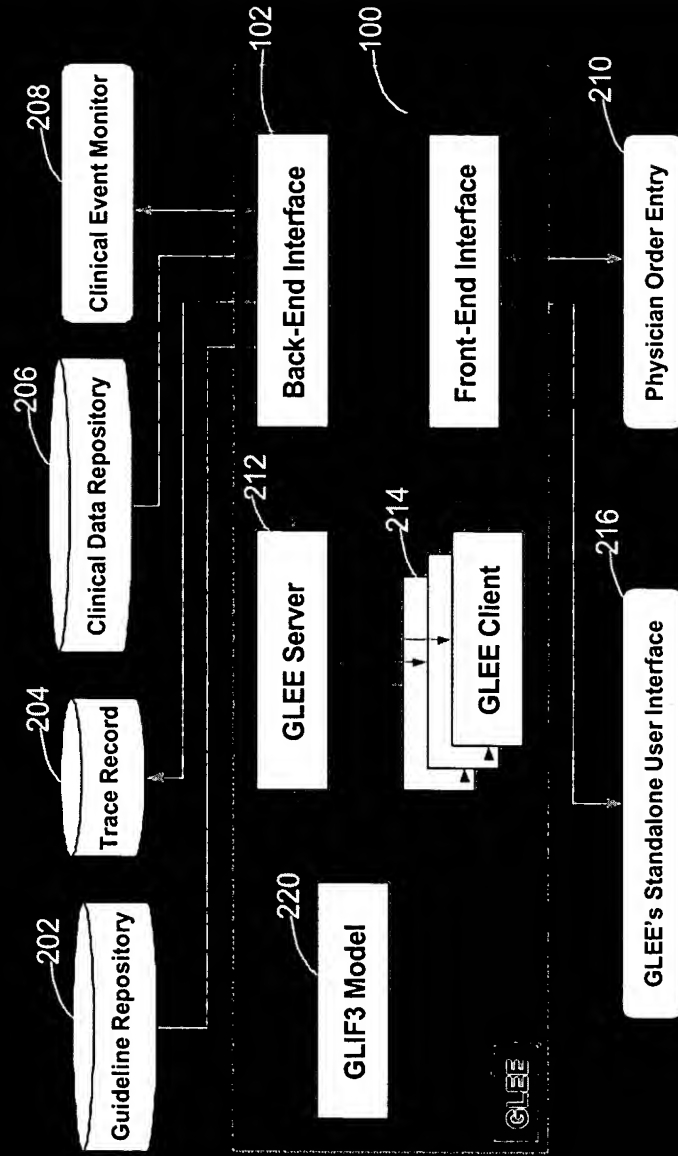 202
Guideline Repository
204
Trace Record
206
Clinical Data Repository
208
Clinical Event Monitor
102
Back-End Interface
212
GLEE Server
220
GLIF3 Model
214
GLEE Client
100
Front-End Interface
GLEE
216
GLEE's Standalone User Interface
210
Physician Order Entry